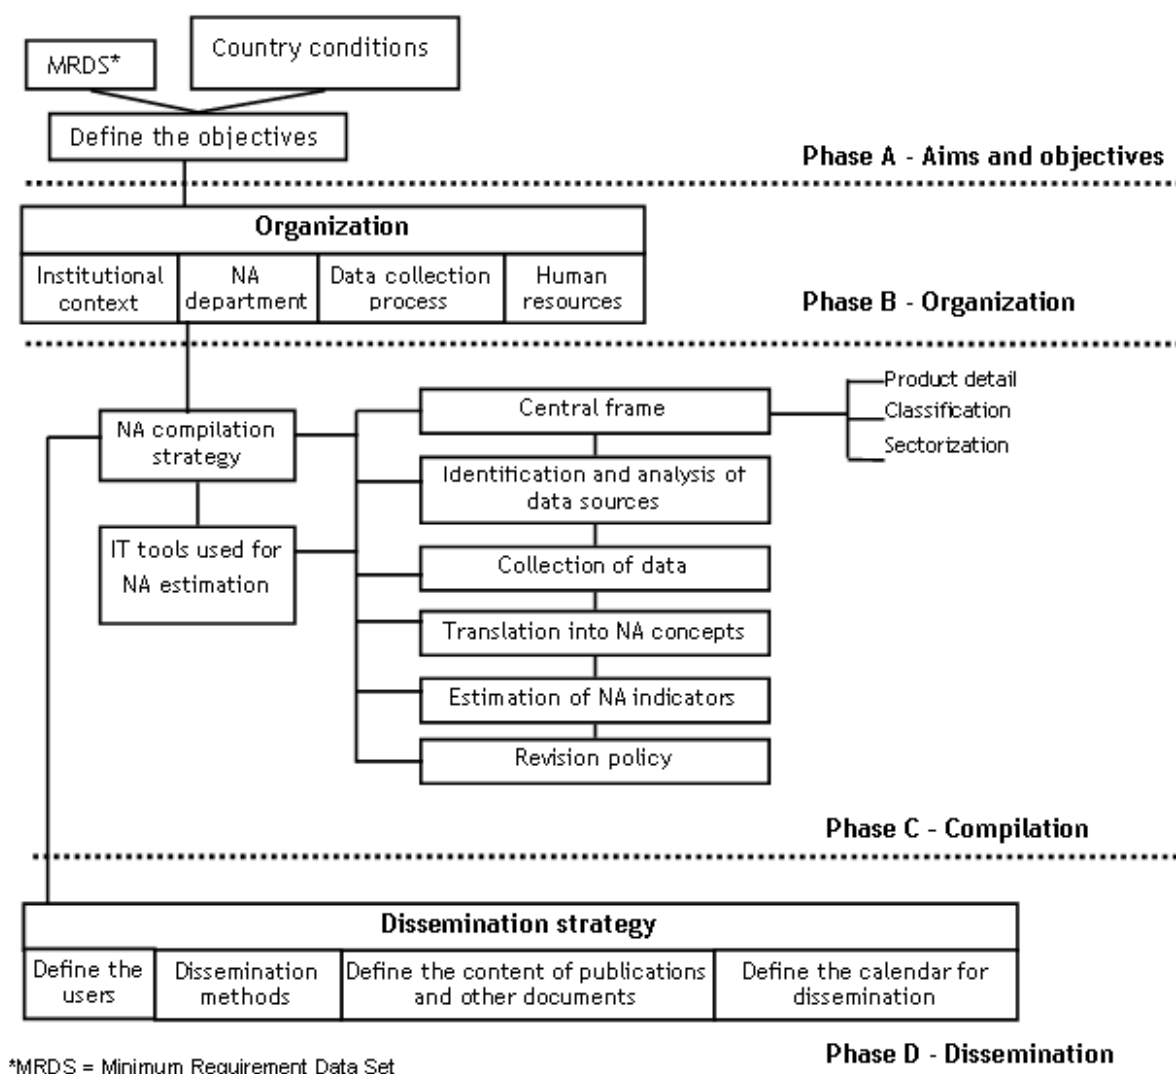 MRDS*
Country conditions
Define the objectives
Phase A - Aims and objectives
Organization
Institutional
context
NA
department
Data collection
process
Human
resources
Phase B - Organization
NA compilation
strategy
IT tools used for
NA estimation
Central frame
Product detail
Classification
Sectorization
Identification and analysis of
data sources
Collection of data
Translation into NA concepts
Estimation of NA indicators
Revision policy
Phase C - Compilation
Dissemination strategy
Define the
users
Dissemination
methods
Define the content of publications
and other documents
Define the calendar for
dissemination
Phase D - Dissemination
*MRDS = Minimum Requirement Data Set